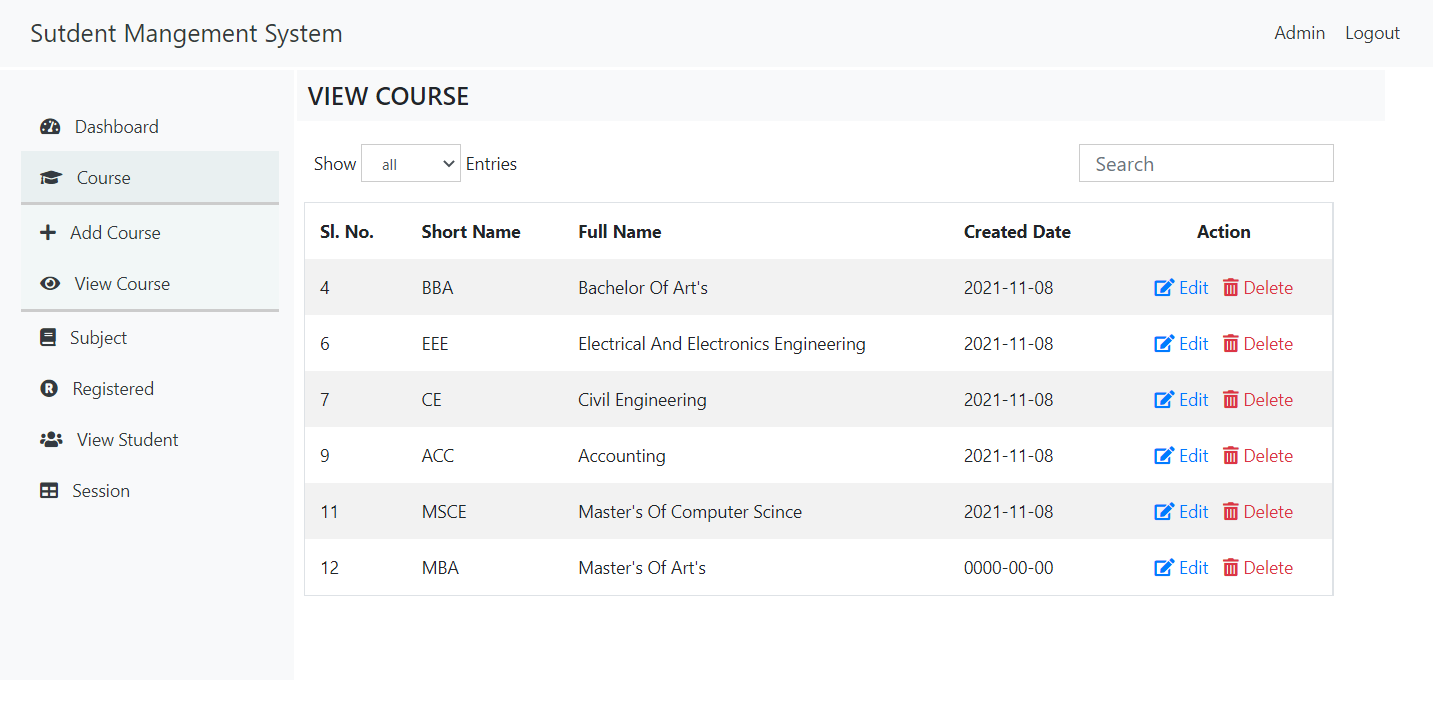 Sutdent Mangement System Admin Logout
VIEW COURSE
Dashboard
Course
Add Course
View Course
Subject
Registered
View Student
Session
Show all Entries Search
Sl. No. Short Name Full Name Created Date Action
4 BBA Bachelor Of Art's 2021-11-08 Edit Delete
6 EEE Electrical And Electronics Engineering 2021-11-08 Edit Delete
7 CE Civil Engineering 2021-11-08 Edit Delete
9 ACC Accounting 2021-11-08 Edit Delete
11 MSCE Master's Of Computer Scince 2021-11-08 Edit Delete
12 MBA Master's Of Art's 0000-00-00 Edit Delete